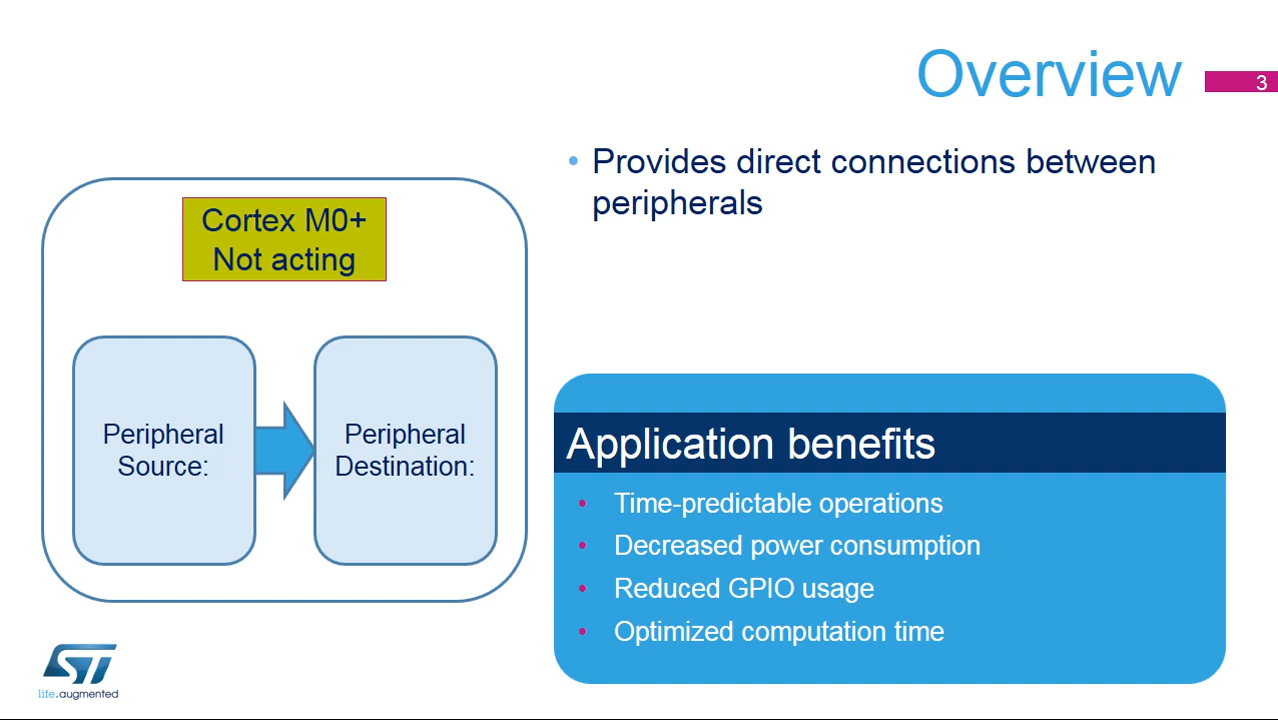 Overview
3
• Provides direct connections between
peripherals
Cortex M0+
Not acting
Peripheral
Source:
Peripheral
Destination:
Application benefits
• Time-predictable operations
• Decreased power consumption
• Reduced GPIO usage
• Optimized computation time
ST
life.augmented